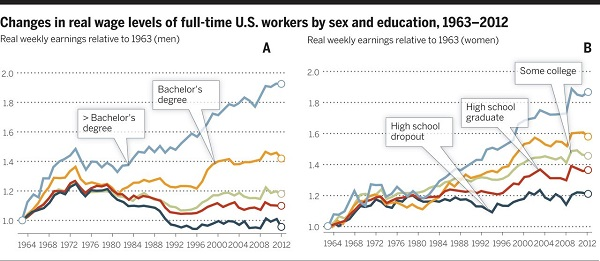 Changes in real wage levels of full-time U.S. workers by sex and education, 1963–2012
Real weekly earnings relative to 1963 (men)
A
2.0
1.8
1.6
1.4
1.2
1.0
> Bachelor's
degree
Bachelor's
degree
1964 1968 1972 1976 1980 1984 1988 1992 1996 2000 2004 2008 2012
Real weekly earnings relative to 1963 (women)
B
2.0
1.8
1.6
1.4
1.2
1.0
Some college
High school
graduate
High school
dropout
1964 1968 1972 1976 1980 1984 1988 1992 1996 2000 2004 2008 2012